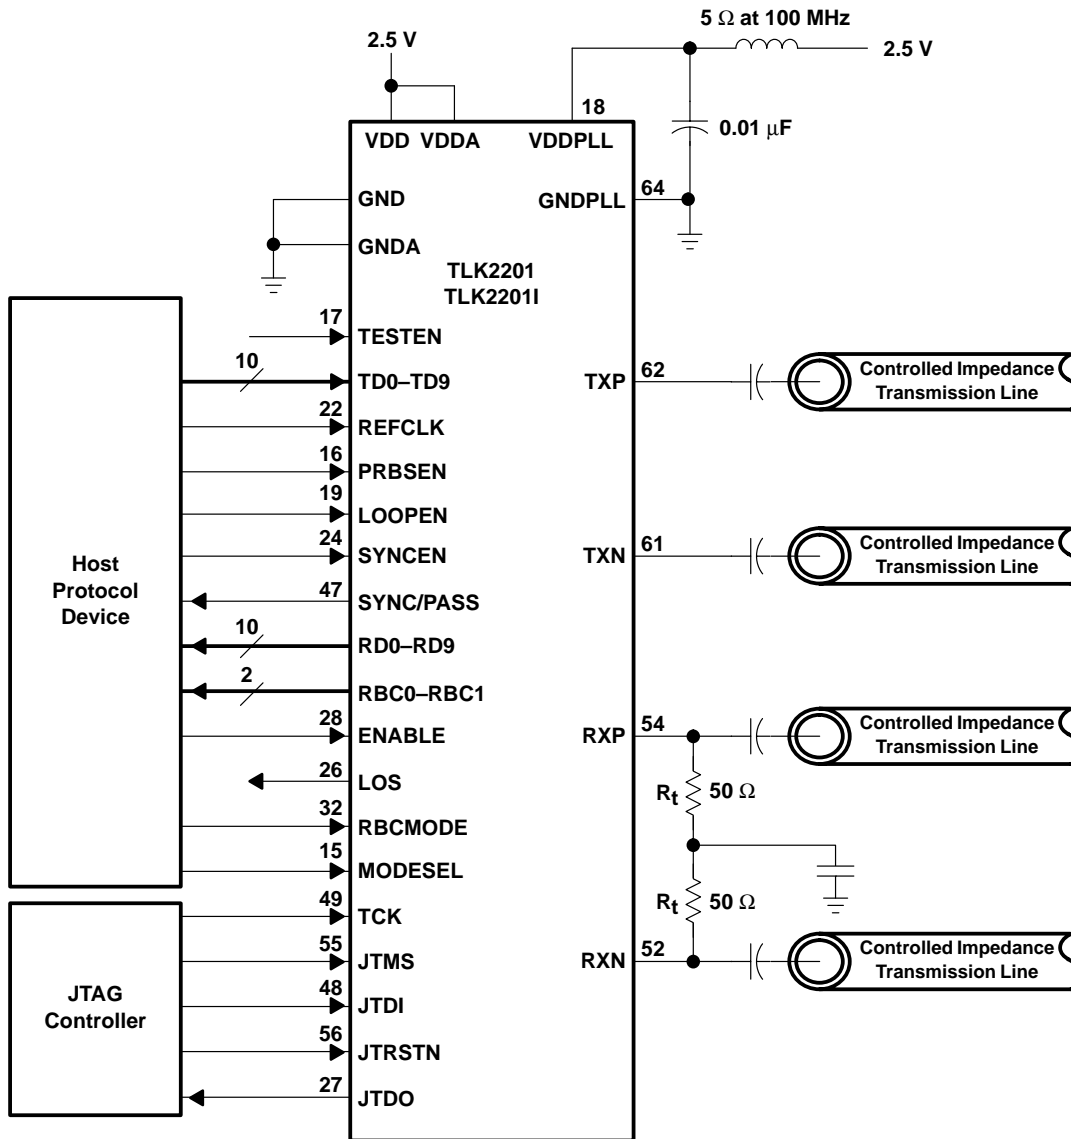 5 Ω at 100 MHz
2.5 V
2.5 V
18
0.01 μF
VDD VDDA VDDPLL
GND
GNDPLL
64
GNDA
TLK2201
TLK2201I
17
TESTEN
10
TD0–TD9
TXP
62
Controlled Impedance
Transmission Line
22
REFCLK
16
PRBSEN
19
LOOPEN
24
SYNCEN
TXN
61
Controlled Impedance
Transmission Line
Host
Protocol
Device
47
SYNC/PASS
10
RD0–RD9
2
RBC0–RBC1
28
ENABLE
RXP
54
Controlled Impedance
Transmission Line
26
LOS
Rt
50 Ω
32
RBCMODE
15
MODESEL
49
TCK
Rt
50 Ω
55
JTMS
RXN
52
Controlled Impedance
Transmission Line
48
JTDI
JTAG
Controller
56
JTRSTN
27
JTDO